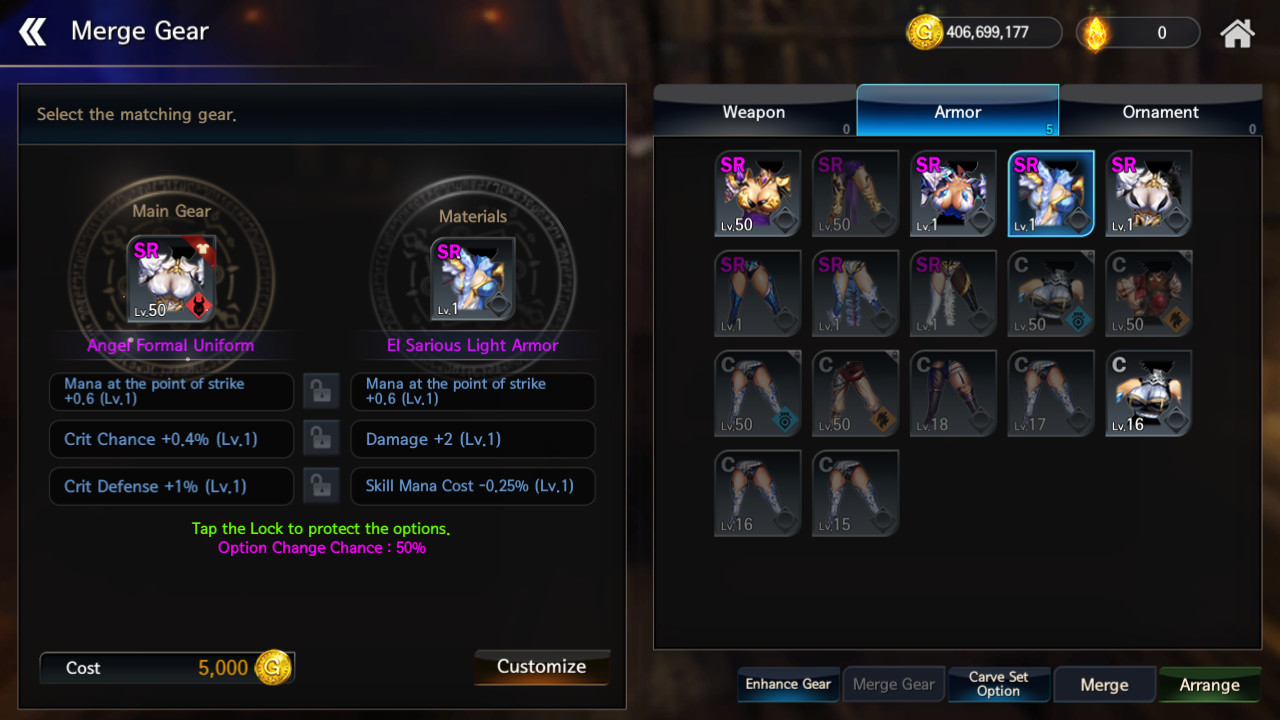 Merge Gear
G 406,699,177
0
Select the matching gear.
Weapon
0
Armor
5
Ornament
0
Main Gear
Materials
SR
Lv.50
SR
Lv.1
Angel Formal Uniform
El Sarious Light Armor
Mana at the point of strike
+0.6 (Lv.1)
Mana at the point of strike
+0.6 (Lv.1)
Crit Chance +0.4% (Lv.1)
Damage +2 (Lv.1)
Crit Defense +1% (Lv.1)
Skill Mana Cost -0.25% (Lv.1)
Tap the Lock to protect the options.
Option Change Chance : 50%
Cost
5,000 G
Customize
SR
Lv.50
SR
Lv.50
SR
Lv.1
SR
Lv.1
SR
Lv.1
SR
Lv.1
SR
Lv.1
SR
Lv.1
C
Lv.50
C
Lv.50
C
Lv.50
C
Lv.50
C
Lv.18
C
Lv.17
C
Lv.16
C
Lv.16
C
Lv.15
Enhance Gear
Merge Gear
Carve Set
Option
Merge
Arrange